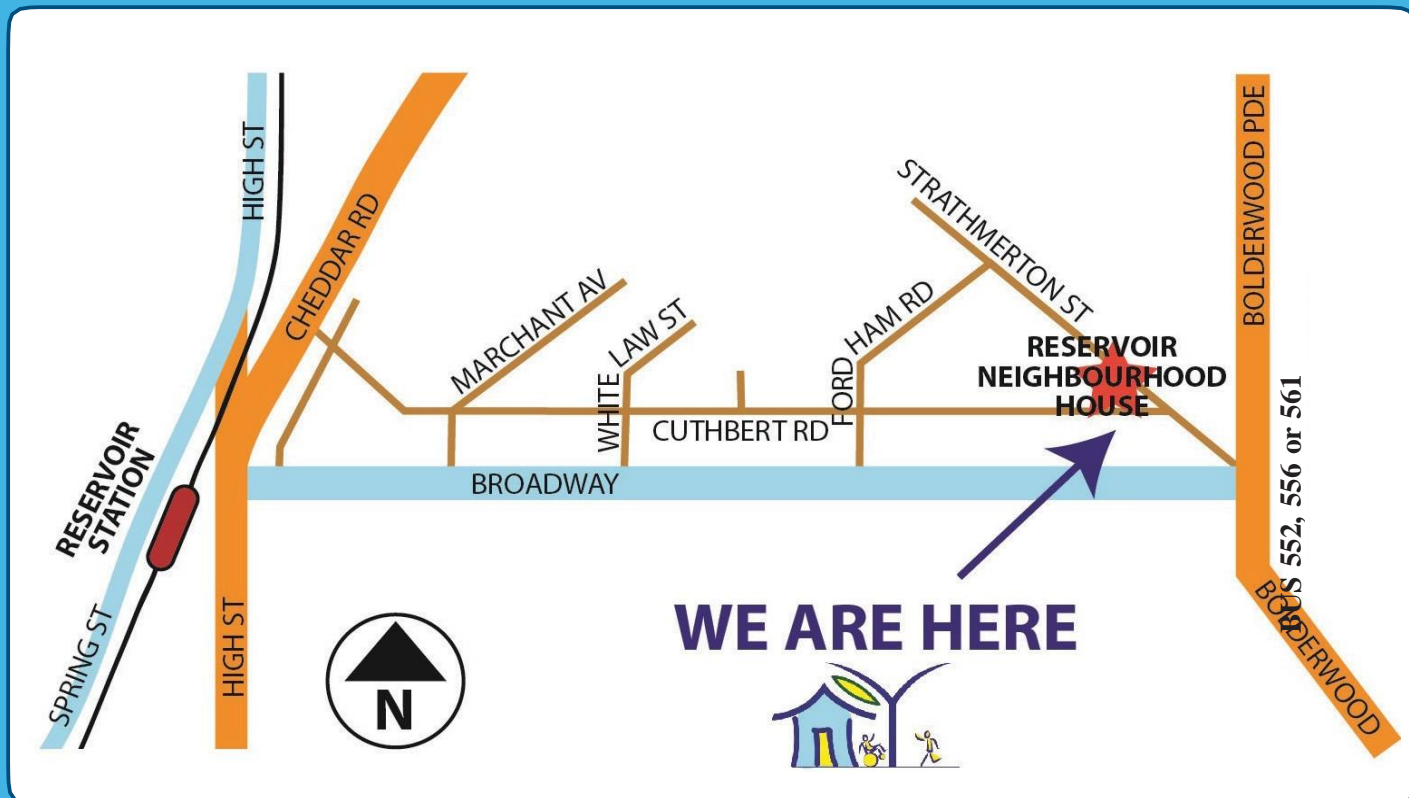 HIGH ST
CHEDDAR RD
MARCHANT AV
WHITE LAW ST
CUTHBERT RD
FORD HAM RD
STRATHMERTON ST
RESERVOIR
NEIGHBOURHOOD
HOUSE
BOLDERWOOD PDE
BUS 552, 556 or 561
BOLDERWOOD
BROADWAY
RESERVOIR
STATION
SPRING ST
HIGH ST
N
WE ARE HERE